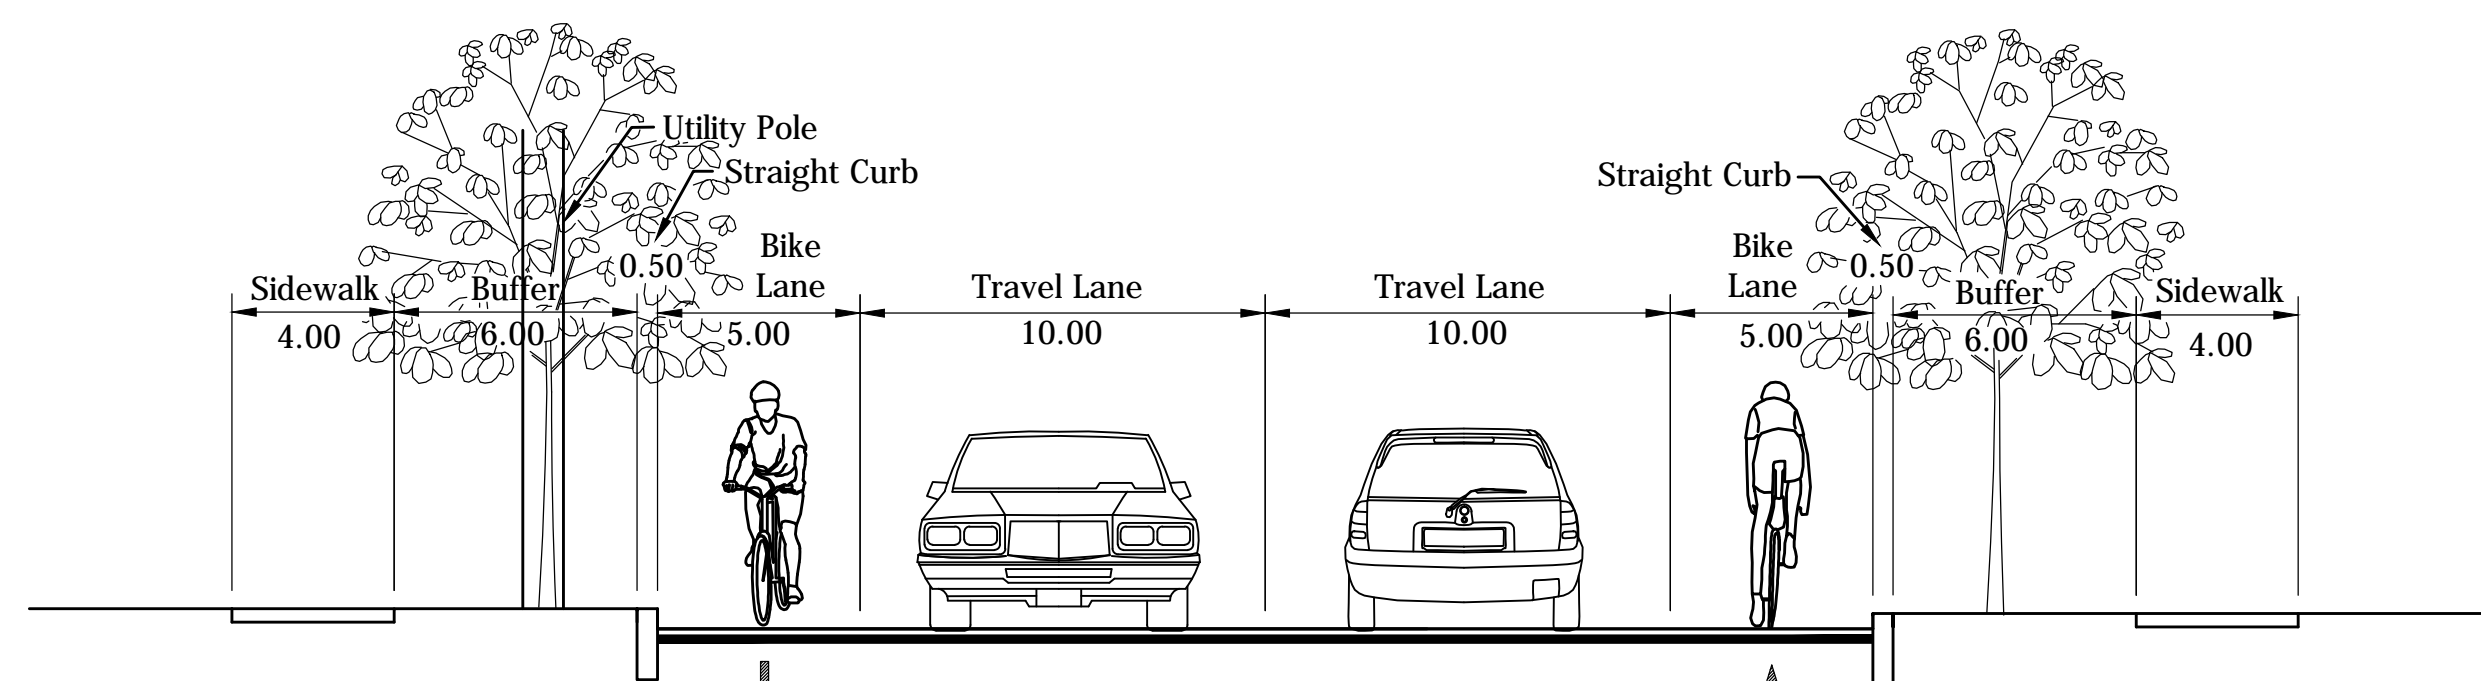 Utility Pole
Straight Curb
Straight Curb
Sidewalk
4.00
Buffer
6.00
0.50
Bike
Lane
5.00
Travel Lane
10.00
Travel Lane
10.00
Bike
Lane
5.00
0.50
Buffer
6.00
Sidewalk
4.00